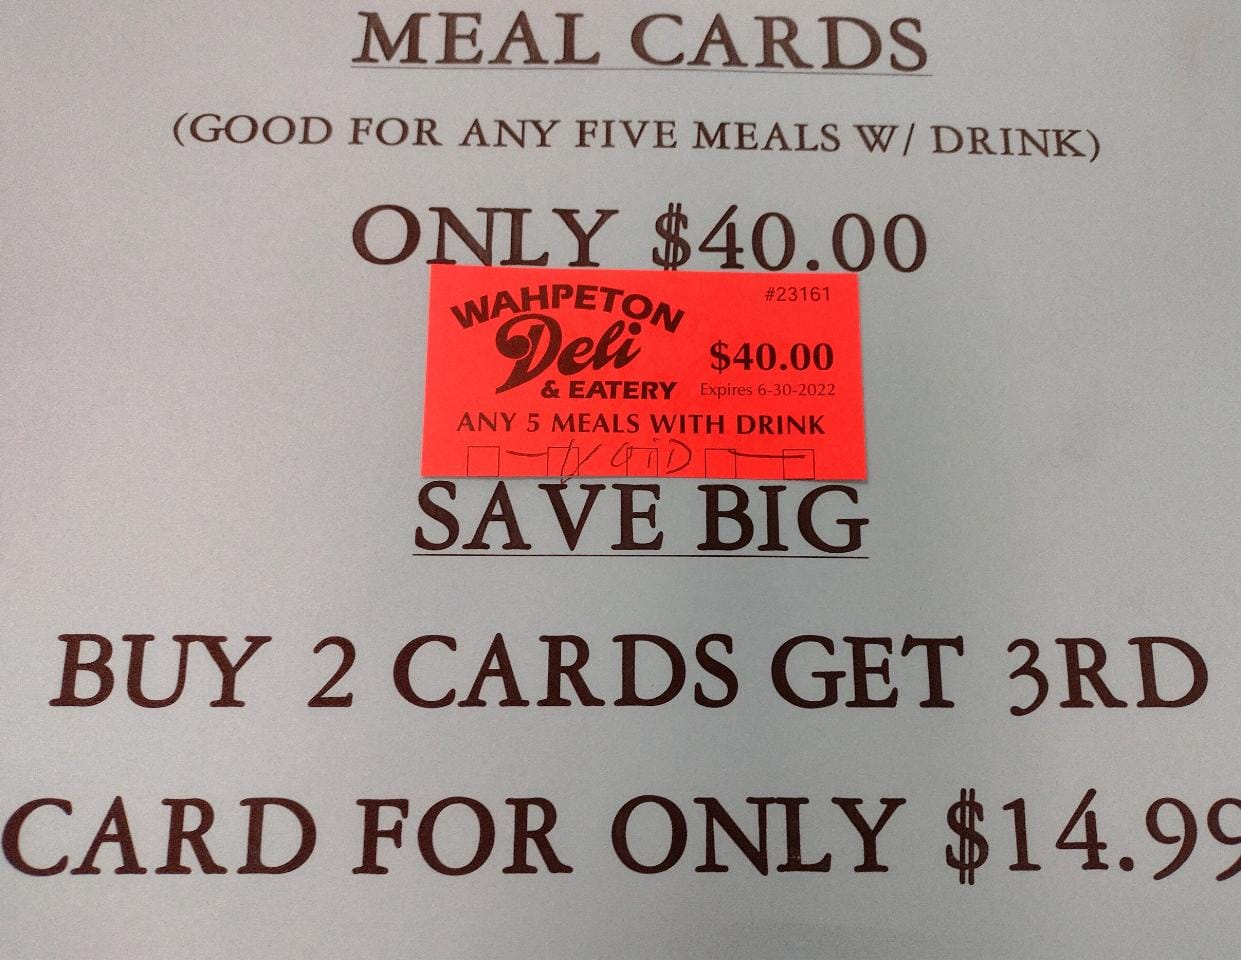 MEAL CARDS
(GOOD FOR ANY FIVE MEALS W/ DRINK)
ONLY $40.00
#23161
WAHPETON
Deli
& EATERY
$40.00
Expires 6-30-2022
ANY 5 MEALS WITH DRINK
VOID
SAVE BIG
BUY 2 CARDS GET 3RD
CARD FOR ONLY $14.99